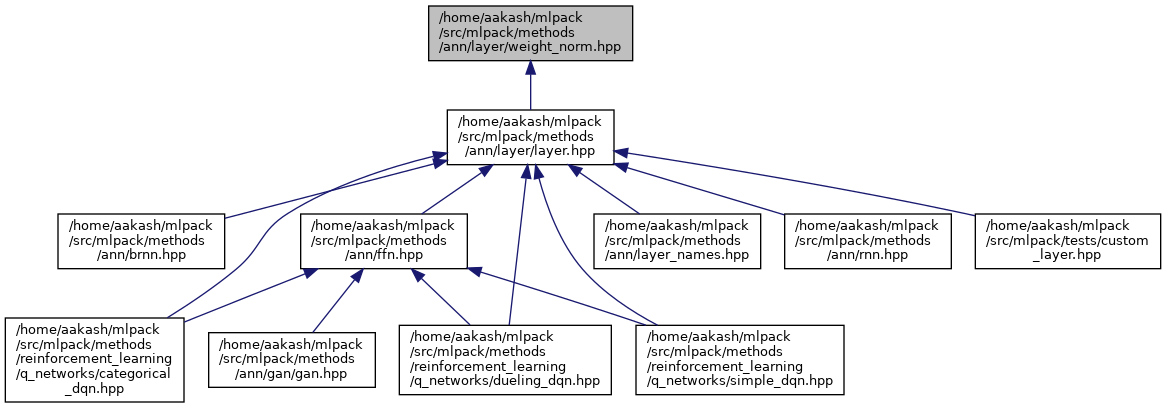 /home/aakash/mlpack
/src/mlpack/methods
/ann/layer/weight_norm.hpp
/home/aakash/mlpack
/src/mlpack/methods
/ann/layer/layer.hpp
/home/aakash/mlpack
/src/mlpack/methods
/ann/brnn.hpp
/home/aakash/mlpack
/src/mlpack/methods
/ann/ffn.hpp
/home/aakash/mlpack
/src/mlpack/methods
/ann/layer_names.hpp
/home/aakash/mlpack
/src/mlpack/methods
/ann/rnn.hpp
/home/aakash/mlpack
/src/mlpack/tests/custom
_layer.hpp
/home/aakash/mlpack
/src/mlpack/methods
/reinforcement_learning
/q_networks/categorical
_dqn.hpp
/home/aakash/mlpack
/src/mlpack/methods
/ann/gan/gan.hpp
/home/aakash/mlpack
/src/mlpack/methods
/reinforcement_learning
/q_networks/dueling_dqn.hpp
/home/aakash/mlpack
/src/mlpack/methods
/reinforcement_learning
/q_networks/simple_dqn.hpp